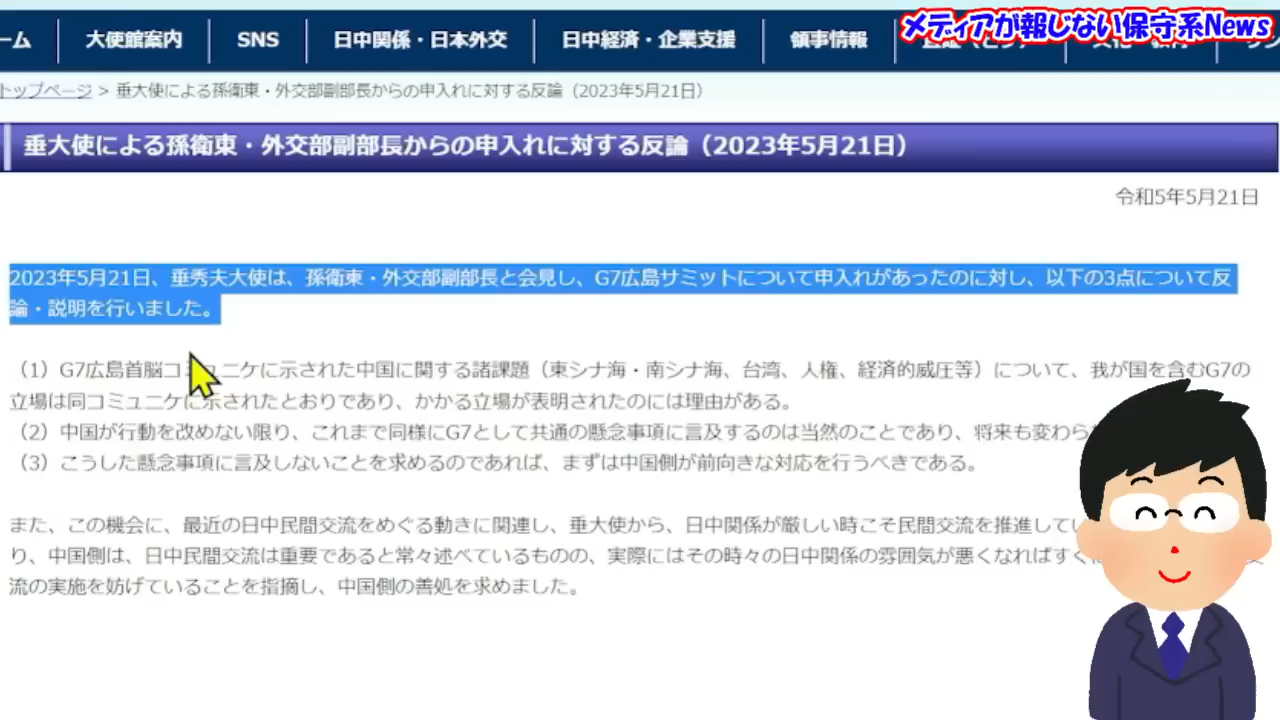 ーム 大使館案内 SNS 日中関係・日本外交 日中経済・企業支援 領事情報
メディアが報じない保守系News
トップページ > 垂大使による孫衛東・外交部副部長からの申入れに対する反論（2023年5月21日）
垂大使による孫衛東・外交部副部長からの申入れに対する反論（2023年5月21日）
令和5年5月21日
2023年5月21日、垂秀夫大使は、孫衛東・外交部副部長と会見し、G7広島サミットについて申入れがあったのに対し、以下の3点について反
論・説明を行いました。
（1）G7広島首脳コミュニケに示された中国に関する諸課題（東シナ海・南シナ海、台湾、人権、経済的威圧等）について、我が国を含むG7の
立場は同コミュニケに示されたとおりであり、かかる立場が表明されたのには理由がある。
（2）中国が行動を改めない限り、これまで同様にG7として共通の懸念事項に言及するのは当然のことであり、将来も変わら
（3）こうした懸念事項に言及しないことを求めるのであれば、まずは中国側が前向きな対応を行うべきである。
また、この機会に、最近の日中民間交流をめぐる動きに関連し、垂大使から、日中関係が厳しい時こそ民間交流を推進してい
り、中国側は、日中民間交流は重要であると常々述べているものの、実際にはその時々の日中関係の雰囲気が悪くなればすぐ
流の実施を妨げていることを指摘し、中国側の善処を求めました。